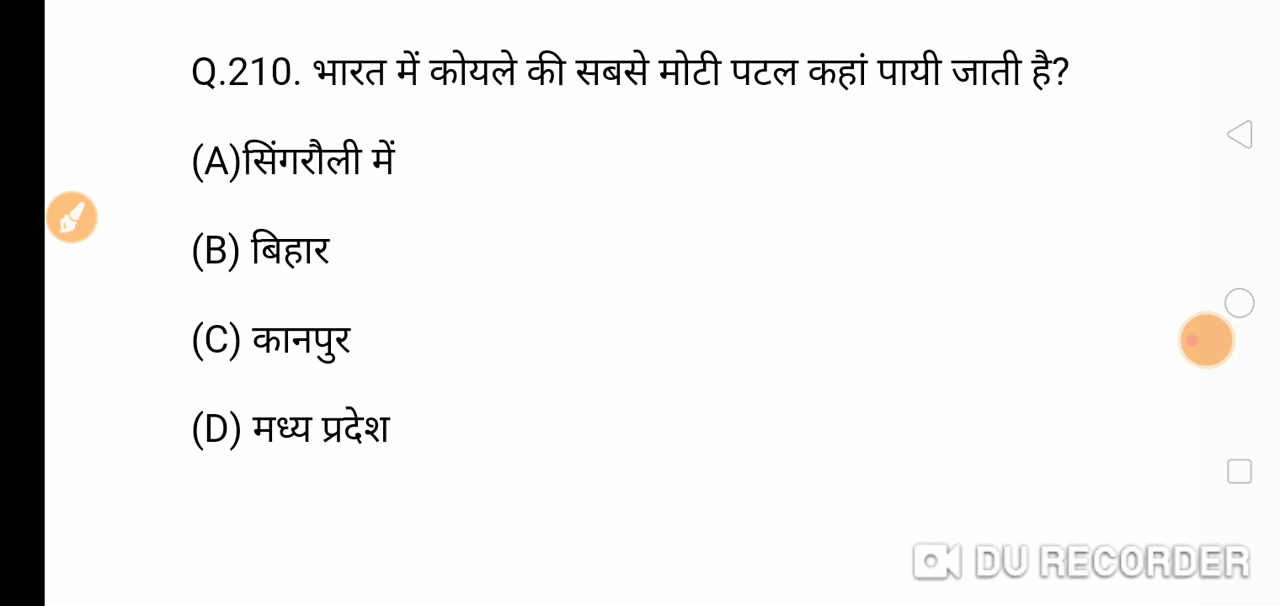 Q.210. भारत में कोयले की सबसे मोटी पटल कहां पायी जाती है?
(A)सिंगरौली में
(B) बिहार
(C) कानपुर
(D) मध्य प्रदेश
DU RECORDER